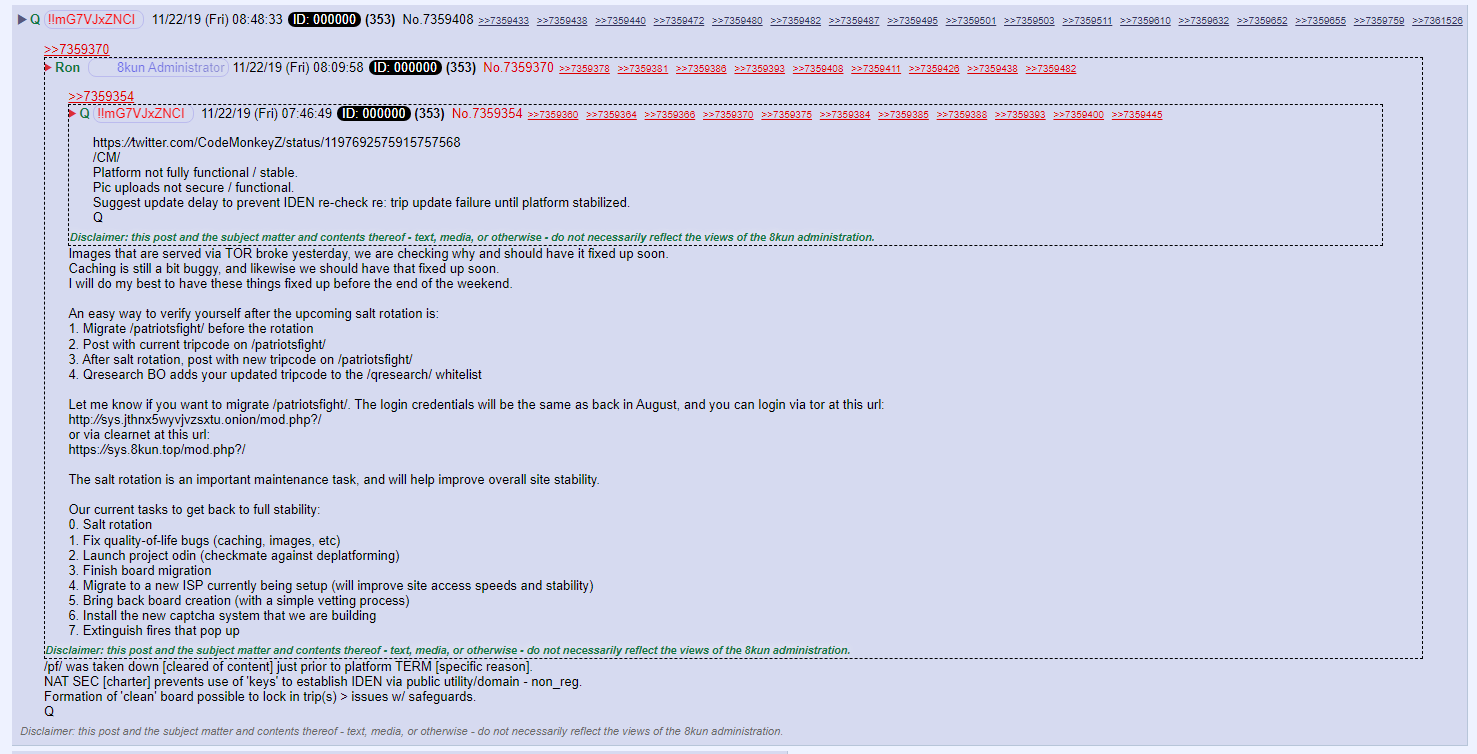 ▶ Q !!mG7VJxZNCI 11/22/19 (Fri) 08:48:33 ID: 000000 (353) No.7359408 >>7359433 >>7359438 >>7359440 >>7359472 >>7359480 >>7359482 >>7359487 >>7359495 >>7359501 >>7359503 >>7359511 >>7359610 >>7359632 >>7359652 >>7359655 >>7359759 >>7361526
>>7359370
▶ Ron 8kun Administrator 11/22/19 (Fri) 08:09:58 ID: 000000 (353) No.7359370 >>7359378 >>7359381 >>7359386 >>7359393 >>7359408 >>7359411 >>7359426 >>7359438 >>7359482
>>7359354
▶ Q !!mG7VJxZNCI 11/22/19 (Fri) 07:46:49 ID: 000000 (353) No.7359354 >>7359360 >>7359364 >>7359366 >>7359370 >>7359375 >>7359384 >>7359385 >>7359388 >>7359393 >>7359400 >>7359445
https://twitter.com/CodeMonkeyZ/status/1197692575915757568
/CM/
Platform not fully functional / stable.
Pic uploads not secure / functional.
Suggest update delay to prevent IDEN re-check re: trip update failure until platform stabilized.
Q
Disclaimer: this post and the subject matter and contents thereof - text, media, or otherwise - do not necessarily reflect the views of the 8kun administration.
Images that are served via TOR broke yesterday, we are checking why and should have it fixed up soon.
Caching is still a bit buggy, and likewise we should have that fixed up soon.
I will do my best to have these things fixed up before the end of the weekend.
An easy way to verify yourself after the upcoming salt rotation is:
1. Migrate /patriotsfight/ before the rotation
2. Post with current tripcode on /patriotsfight/
3. After salt rotation, post with new tripcode on /patriotsfight/
4. Qresearch BO adds your updated tripcode to the /qresearch/ whitelist
Let me know if you want to migrate /patriotsfight/. The login credentials will be the same as back in August, and you can login via tor at this url:
http://sys.jthnx5wyvjvzsxtu.onion/mod.php?/
or via clearnet at this url:
https://sys.8kun.top/mod.php?/
The salt rotation is an important maintenance task, and will help improve overall site stability.
Our current tasks to get back to full stability:
0. Salt rotation
1. Fix quality-of-life bugs (caching, images, etc)
2. Launch project odin (checkmate against deplatforming)
3. Finish board migration
4. Migrate to a new ISP currently being setup (will improve site access speeds and stability)
5. Bring back board creation (with a simple vetting process)
6. Install the new captcha system that we are building
7. Extinguish fires that pop up
Disclaimer: this post and the subject matter and contents thereof - text, media, or otherwise - do not necessarily reflect the views of the 8kun administration.
/pf/ was taken down [cleared of content] just prior to platform TERM [specific reason].
NAT SEC [charter] prevents use of 'keys' to establish IDEN via public utility/domain - non_reg.
Formation of 'clean' board possible to lock in trip(s) > issues w/ safeguards.
Q
Disclaimer: this post and the subject matter and contents thereof - text, media, or otherwise - do not necessarily reflect the views of the 8kun administration.